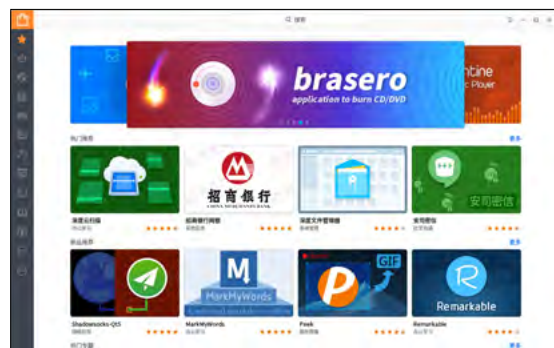 搜索
brasero
application to burn CD/DVD
ntine
c Player
热门推荐
更多
招商银行
CHINA MERCHANTS BANK
安司密信
深度云扫描
招商银行网银
深度文件管理器
安司密信
新品推荐
更多
M
MarkMyWords
P
GIF
R
Remarkable
Shadowsocks-Qt5
MarkMyWords
Peek
Remarkable
热门专题
更多